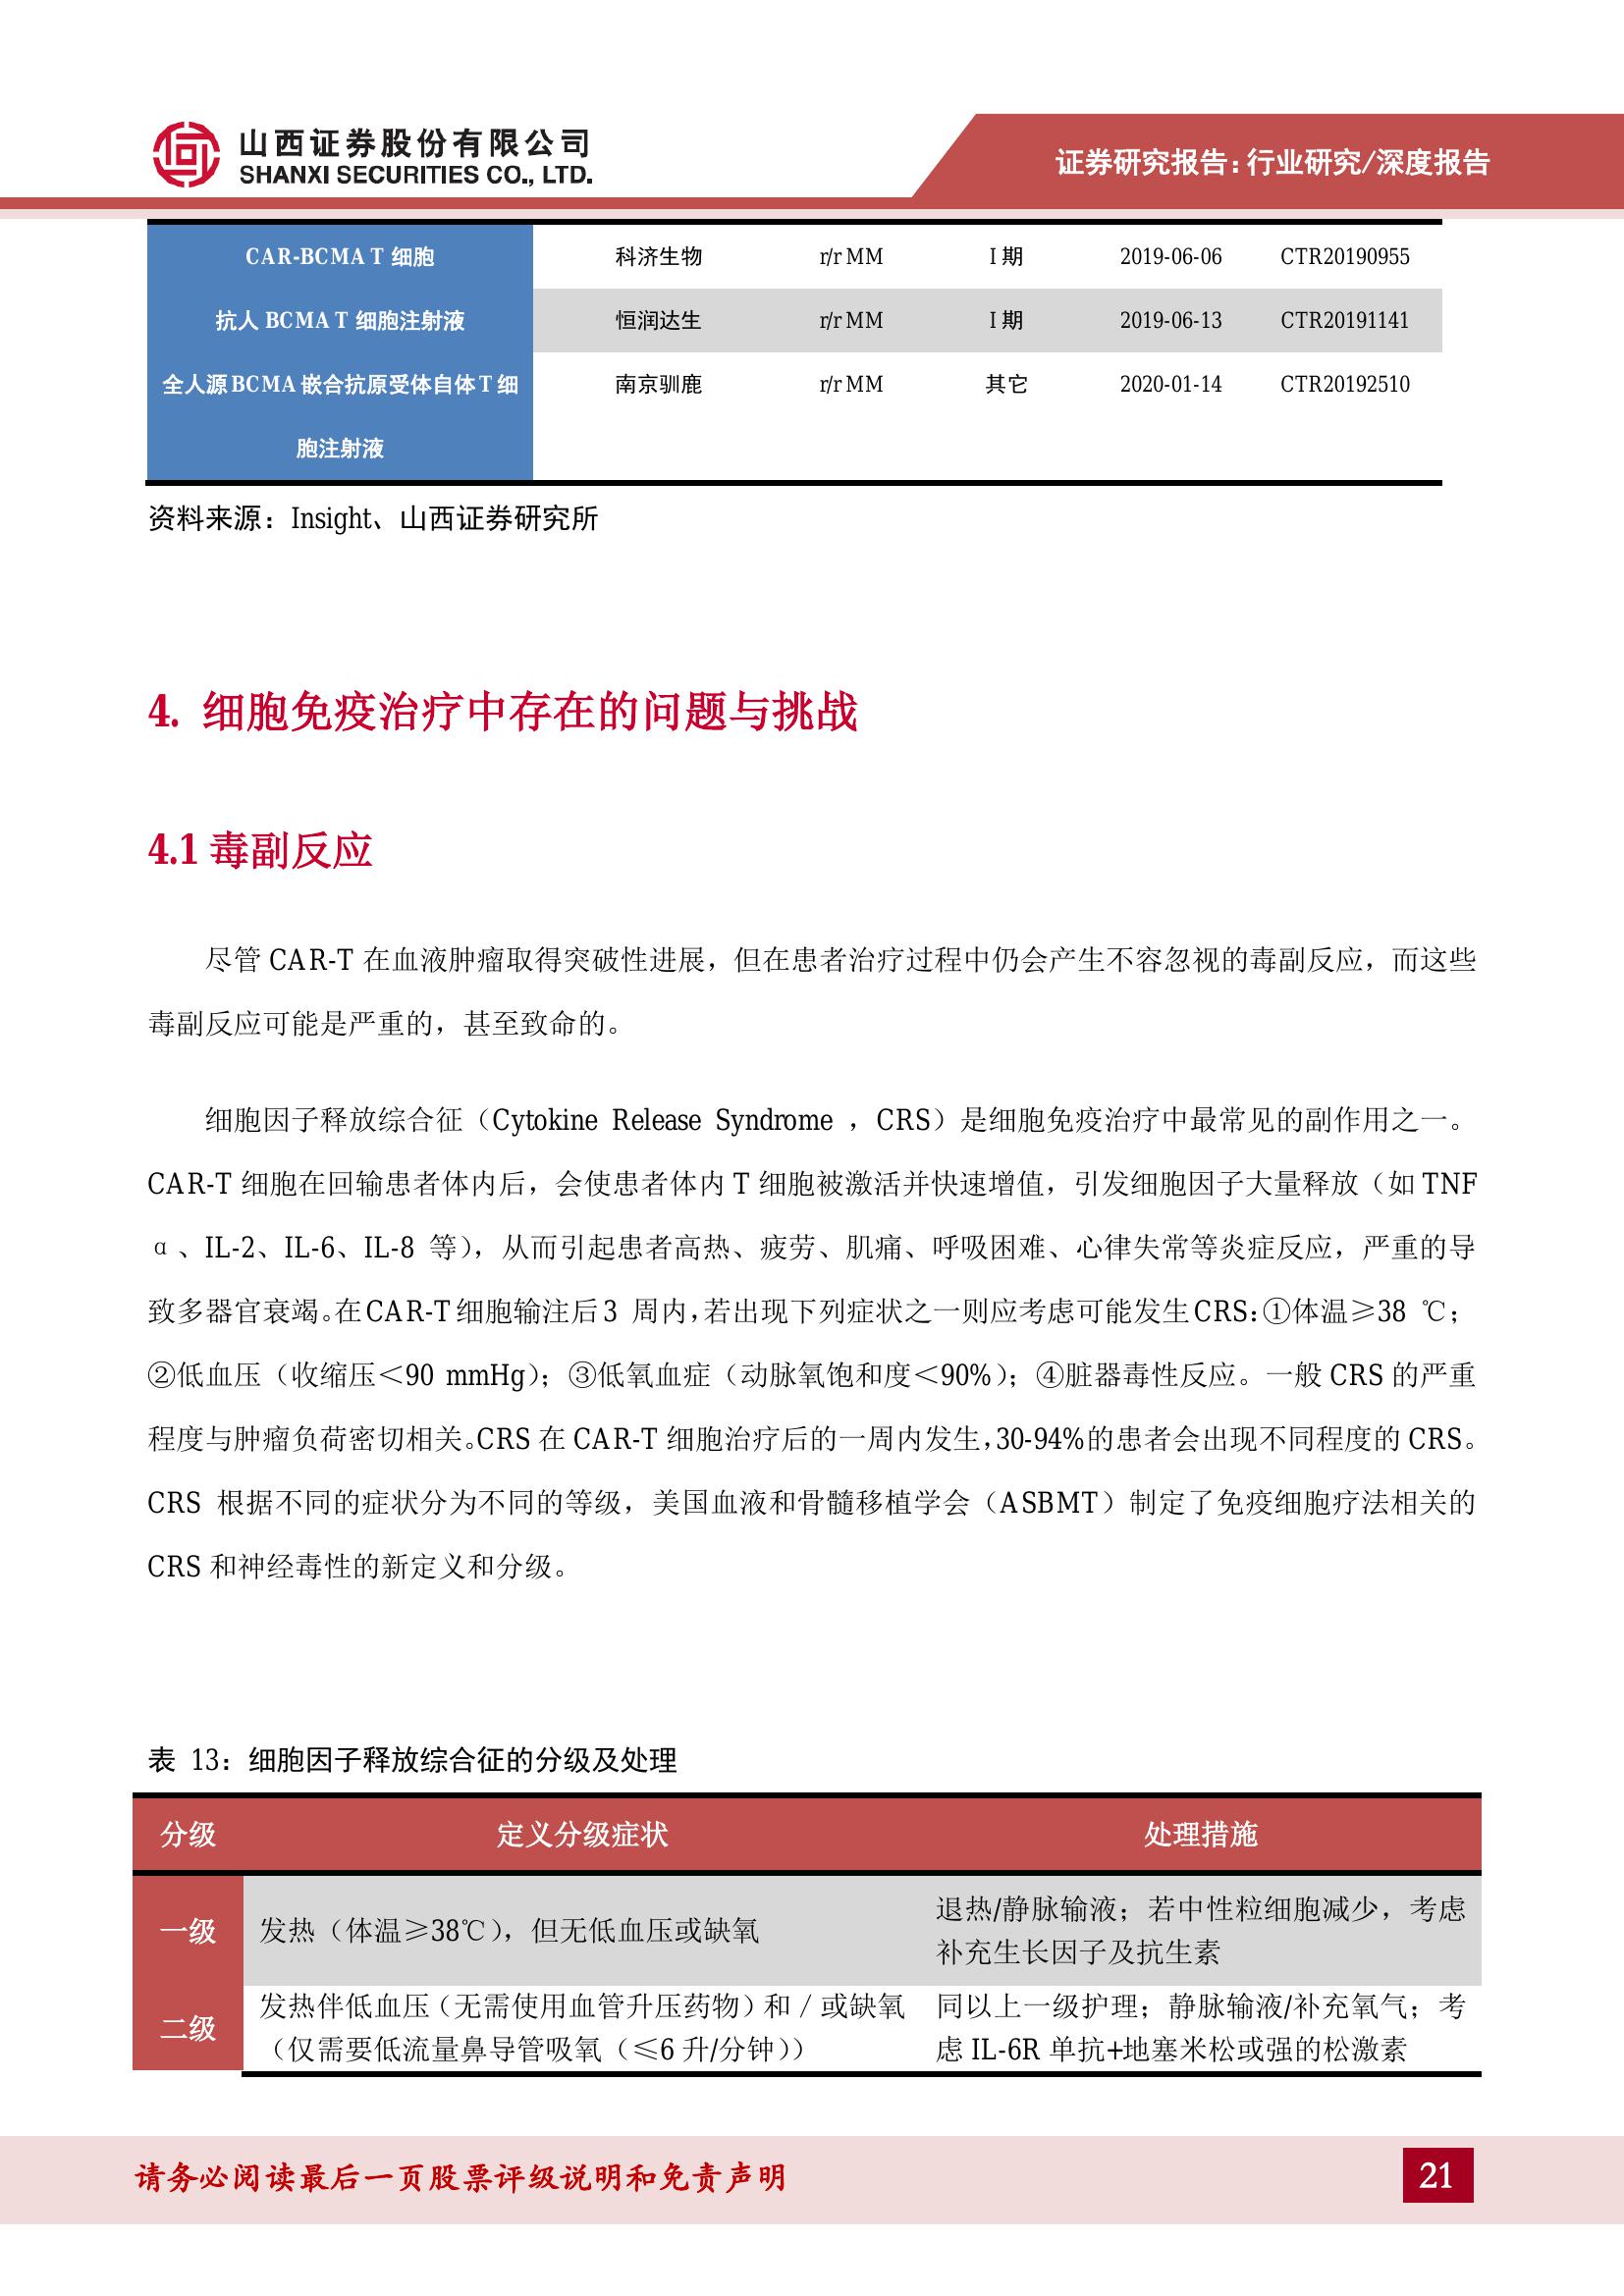 山西证券股份有限公司
SHANXI SECURITIES CO., LTD.
证券研究报告：行业研究/深度报告
CAR-BCMA T 细胞 科济生物 r/r MM I 期 2019-06-06 CTR20190955
抗人 BCMA T 细胞注射液 恒润达生 r/r MM I 期 2019-06-13 CTR20191141
全人源 BCMA 嵌合抗原受体自体 T 细 南京驯鹿 r/r MM 其它 2020-01-14 CTR20192510
胞注射液
资料来源：Insight、山西证券研究所
4. 细胞免疫治疗中存在的问题与挑战
4.1 毒副反应
尽管 CAR-T 在血液肿瘤取得突破性进展，但在患者治疗过程中仍会产生不容忽视的毒副反应，而这些
毒副反应可能是严重的，甚至致命的。
细胞因子释放综合征（Cytokine Release Syndrome ，CRS）是细胞免疫治疗中最常见的副作用之一。
CAR-T 细胞在回输患者体内后，会使患者体内 T 细胞被激活并快速增值，引发细胞因子大量释放（如 TNF
α、IL-2、IL-6、IL-8 等），从而引起患者高热、疲劳、肌痛、呼吸困难、心律失常等炎症反应，严重的导
致多器官衰竭。在 CAR-T 细胞输注后 3 周内，若出现下列症状之一则应考虑可能发生 CRS：①体温≥38 ℃；
②低血压（收缩压＜90 mmHg）；③低氧血症（动脉氧饱和度＜90%）；④脏器毒性反应。一般 CRS 的严重
程度与肿瘤负荷密切相关。CRS 在 CAR-T 细胞治疗后的一周内发生，30-94%的患者会出现不同程度的 CRS。
CRS 根据不同的症状分为不同的等级，美国血液和骨髓移植学会（ASBMT）制定了免疫细胞疗法相关的
CRS 和神经毒性的新定义和分级。
表 13：细胞因子释放综合征的分级及处理
分级 定义分级症状 处理措施
一级 发热（体温≥38℃），但无低血压或缺氧 退热/静脉输液；若中性粒细胞减少，考虑
补充生长因子及抗生素
二级 发热伴低血压（无需使用血管升压药物）和／或缺氧 同以上一级护理；静脉输液/补充氧气；考
（仅需要低流量鼻导管吸氧（≤6 升/分钟）） 虑 IL-6R 单抗+地塞米松或强的松激素
请务必阅读最后一页股票评级说明和免责声明
21